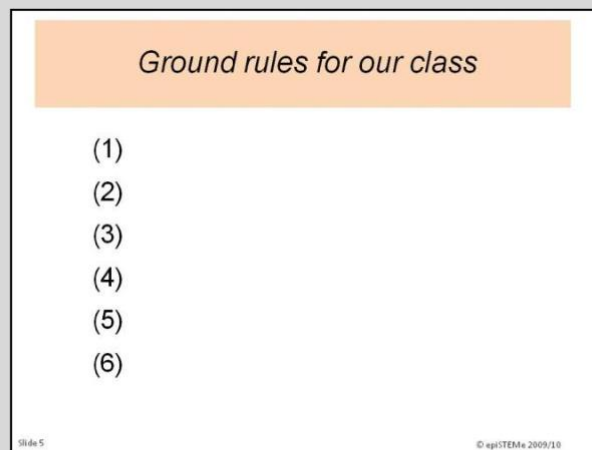 Ground rules for our class
(1)
(2)
(3)
(4)
(5)
(6)
Slide 5
© epiSTEMe 2009/10